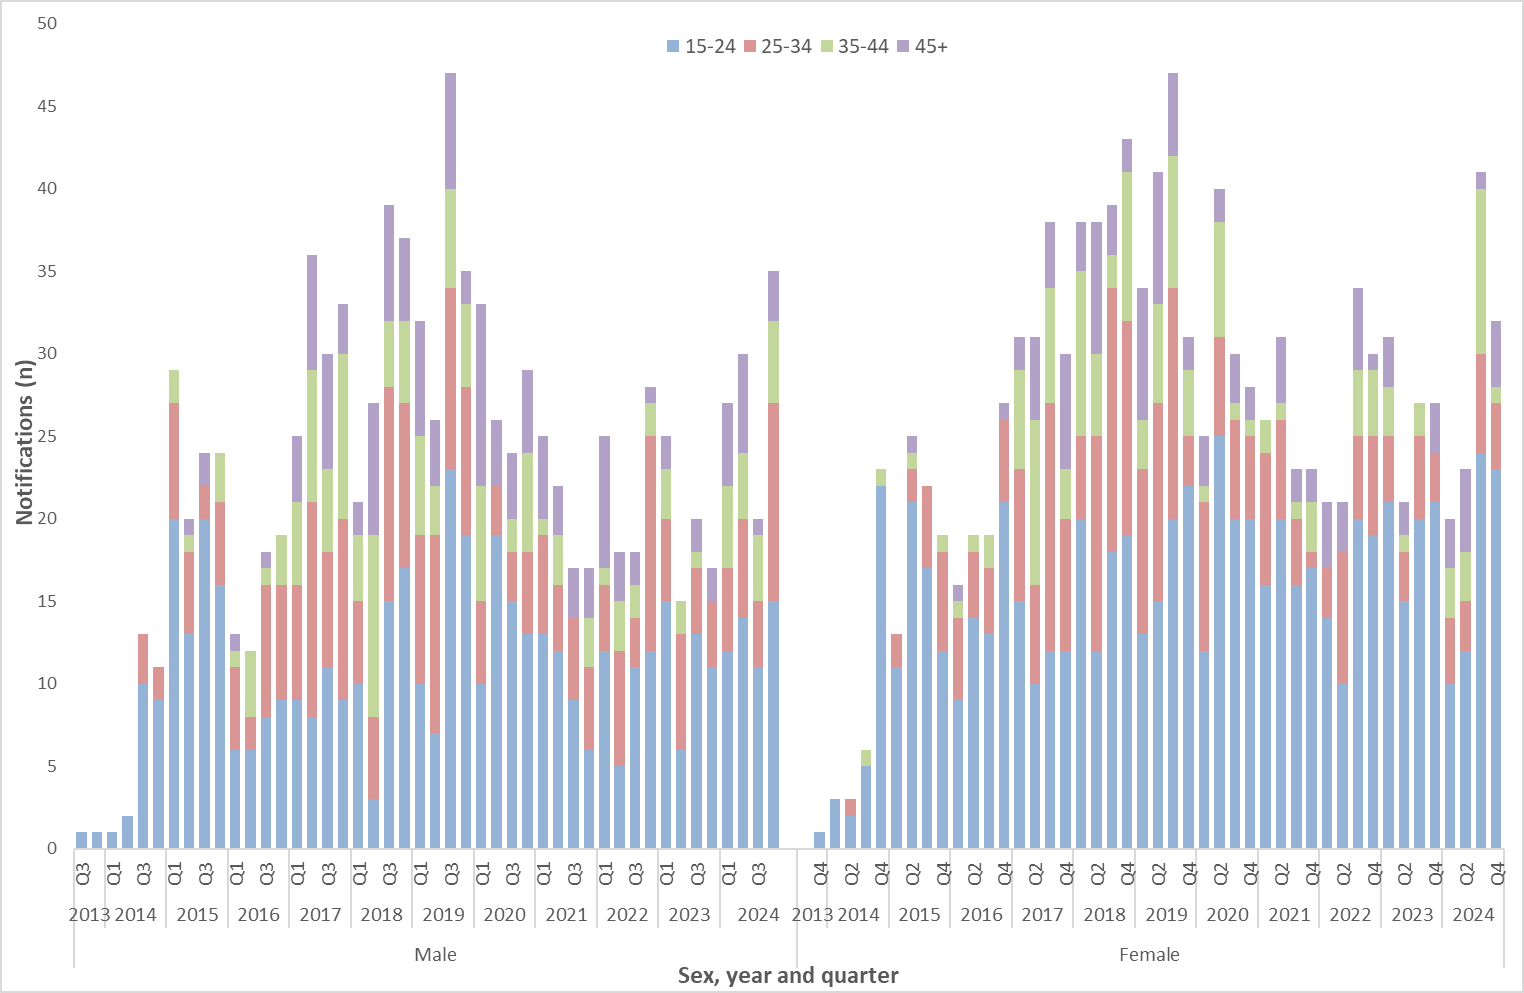 50
15-24 25-34 35-44 45+
45
40
35
30
25
20
15
10
5
0
Notifications (n)
Q3 Q1 Q3 Q1 Q3 Q1 Q3 Q1 Q3 Q1 Q3 Q1 Q3 Q1 Q3 Q1 Q3 Q1 Q3 Q1 Q3 Q1 Q3 Q4 Q2 Q4 Q2 Q4 Q2 Q4 Q2 Q4 Q2 Q4 Q2 Q4 Q2 Q4 Q2 Q4 Q2 Q4 Q2 Q4 Q2 Q4
2013 2014 2015 2016 2017 2018 2019 2020 2021 2022 2023 2024 2013 2014 2015 2016 2017 2018 2019 2020 2021 2022 2023 2024
Male Female
Sex, year and quarter